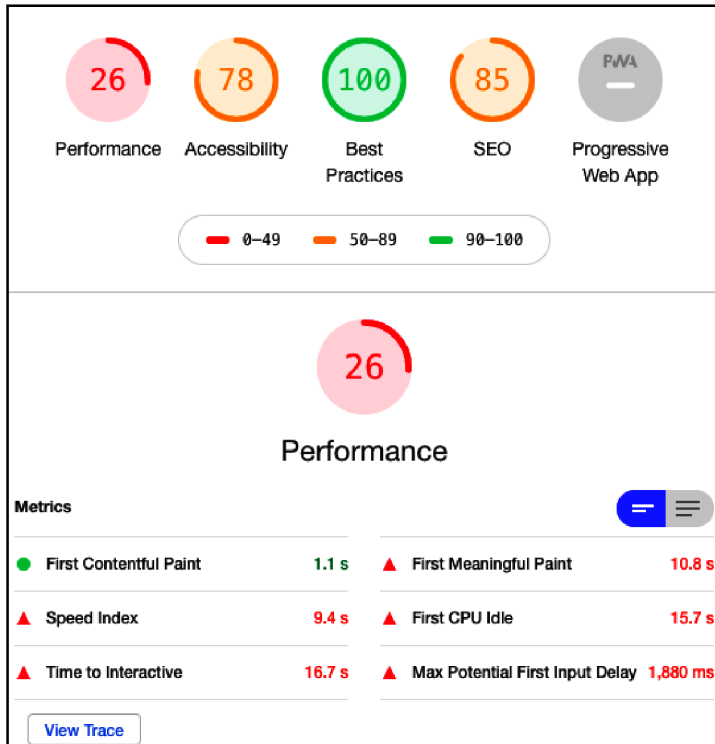 26 78 100 85 PWA
Performance Accessibility Best SEO Progressive
Practices Web App
0–49 50–89 90–100
26
Performance
Metrics
First Contentful Paint 1.1 s First Meaningful Paint 10.8 s
Speed Index 9.4 s First CPU Idle 15.7 s
Time to Interactive 16.7 s Max Potential First Input Delay 1,880 ms
View Trace